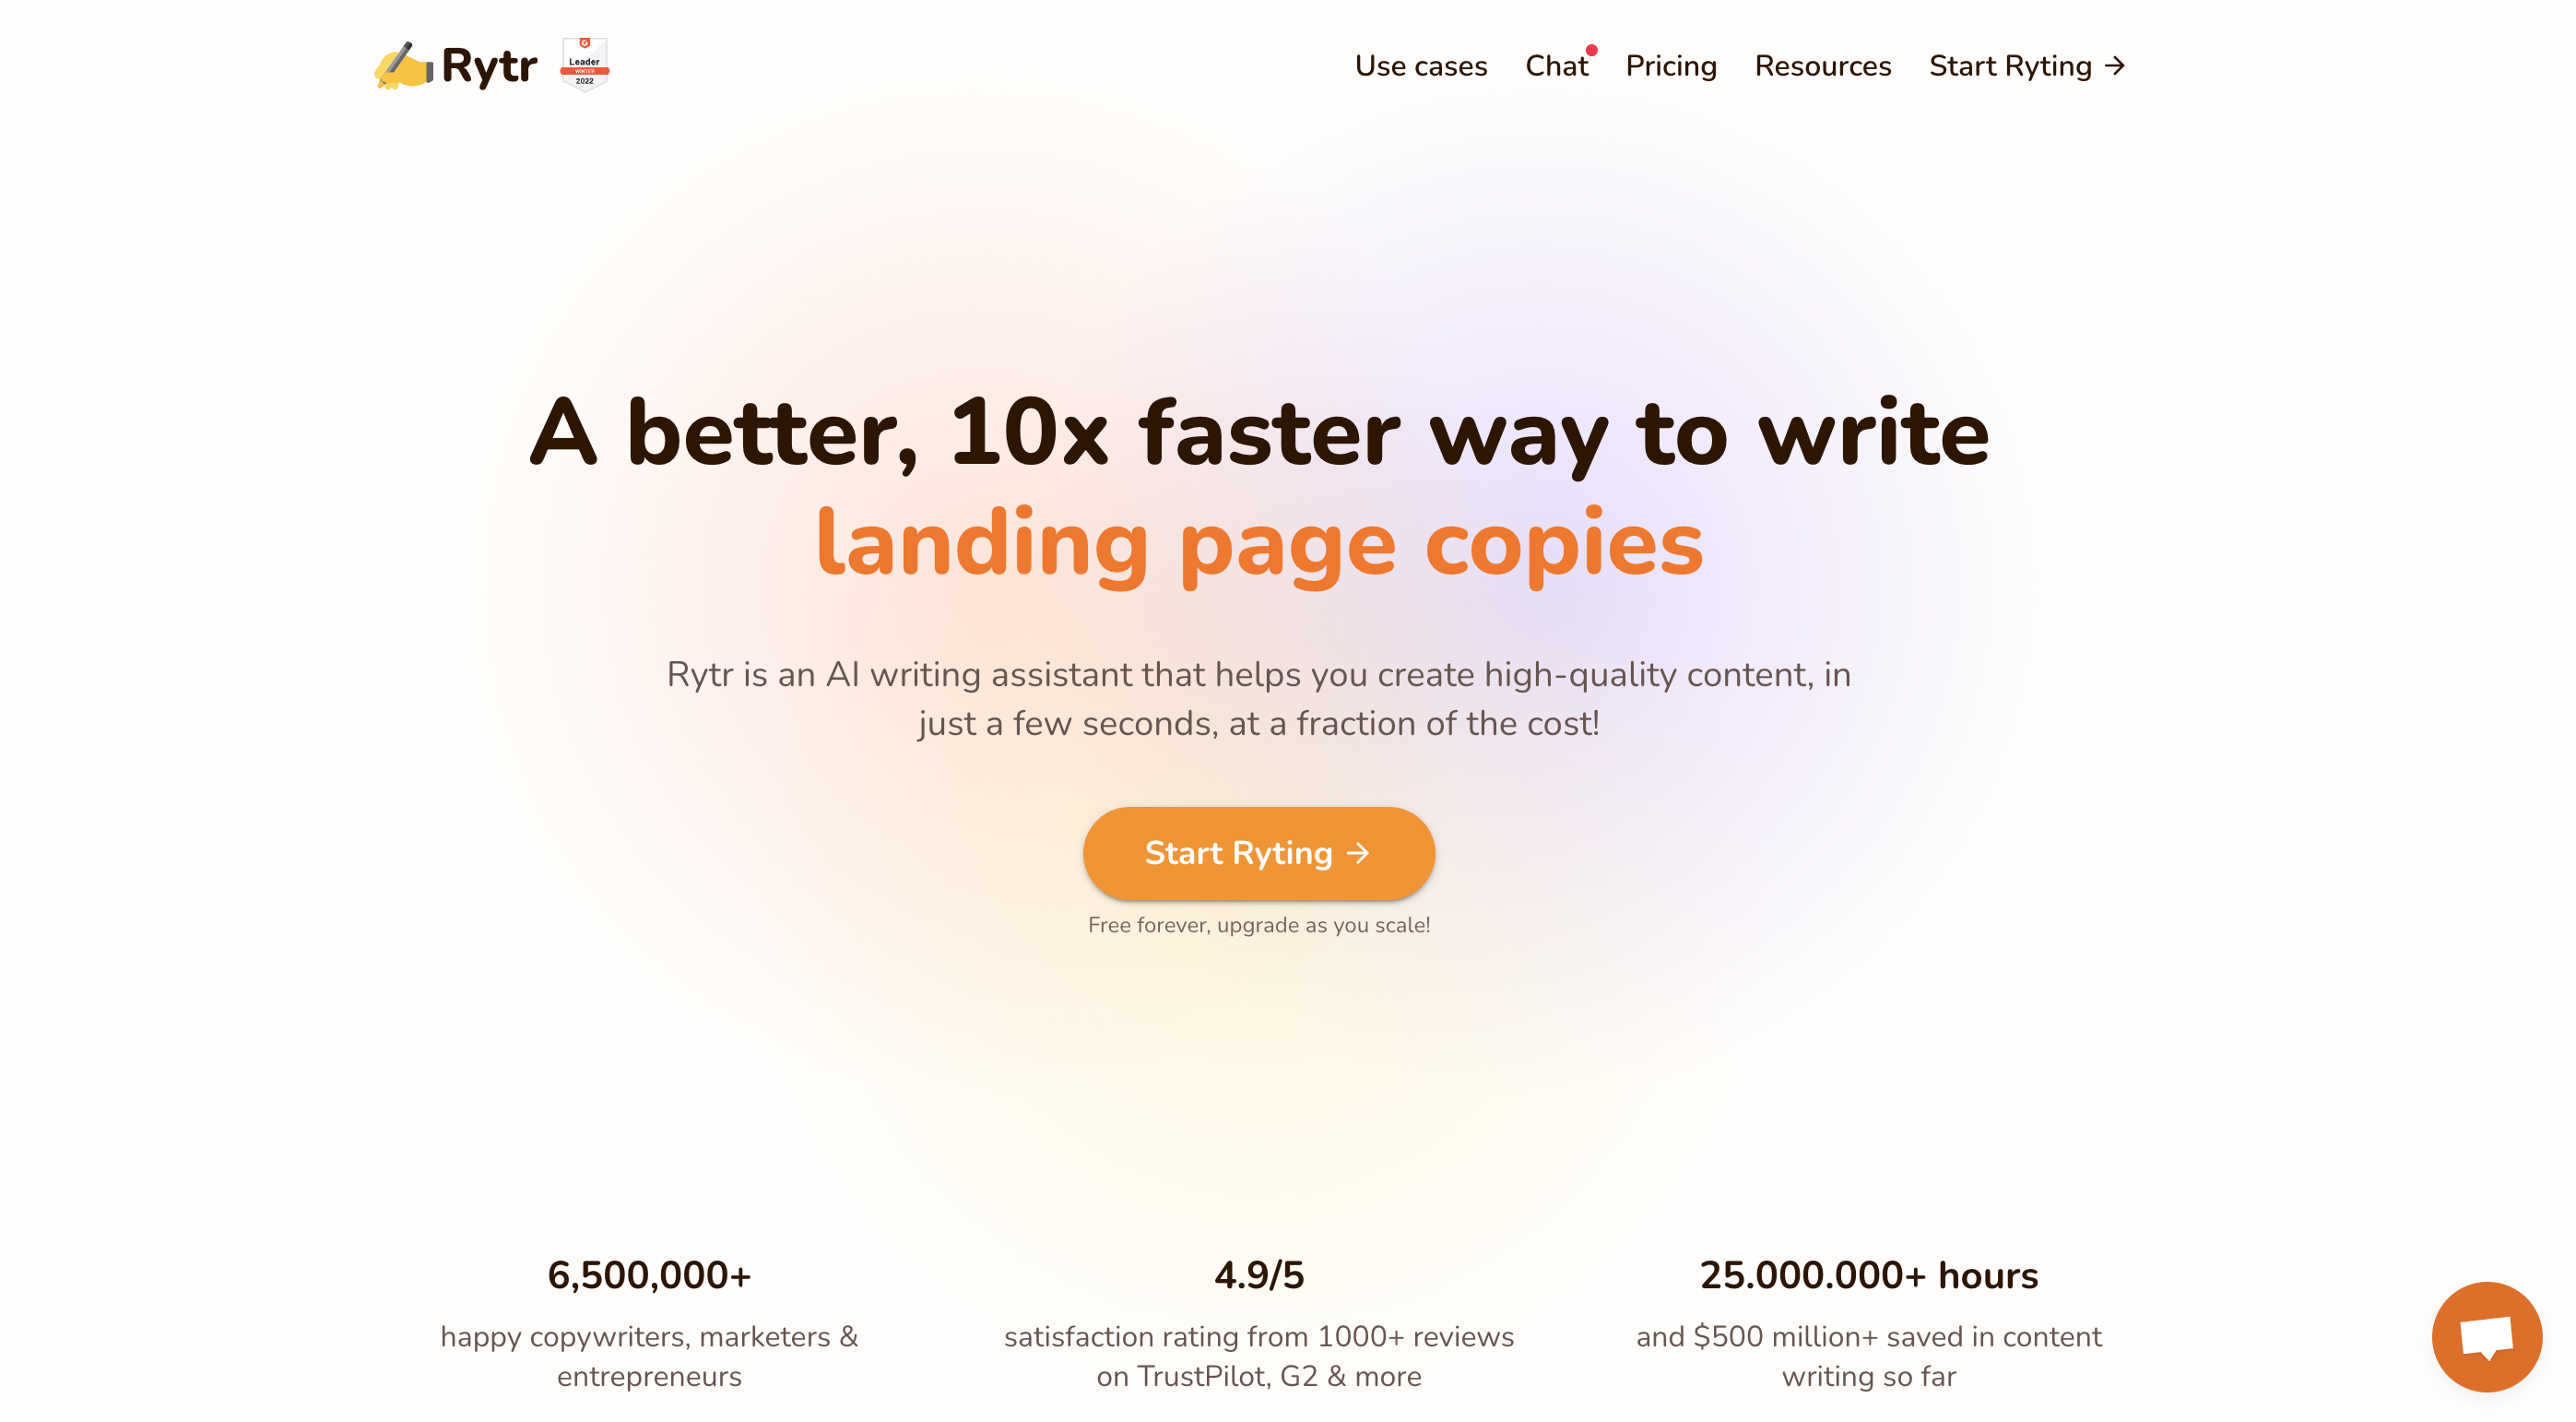 Rytr
Leader
WINTER
2022
Use cases
Chat
Pricing
Resources
Start Ryting →
A better, 10x faster way to write
landing page copies
Rytr is an AI writing assistant that helps you create high-quality content, in
just a few seconds, at a fraction of the cost!
Start Ryting →
Free forever, upgrade as you scale!
6,500,000+
happy copywriters, marketers &
entrepreneurs
4.9/5
satisfaction rating from 1000+ reviews
on TrustPilot, G2 & more
25.000.000+ hours
and $500 million+ saved in content
writing so far